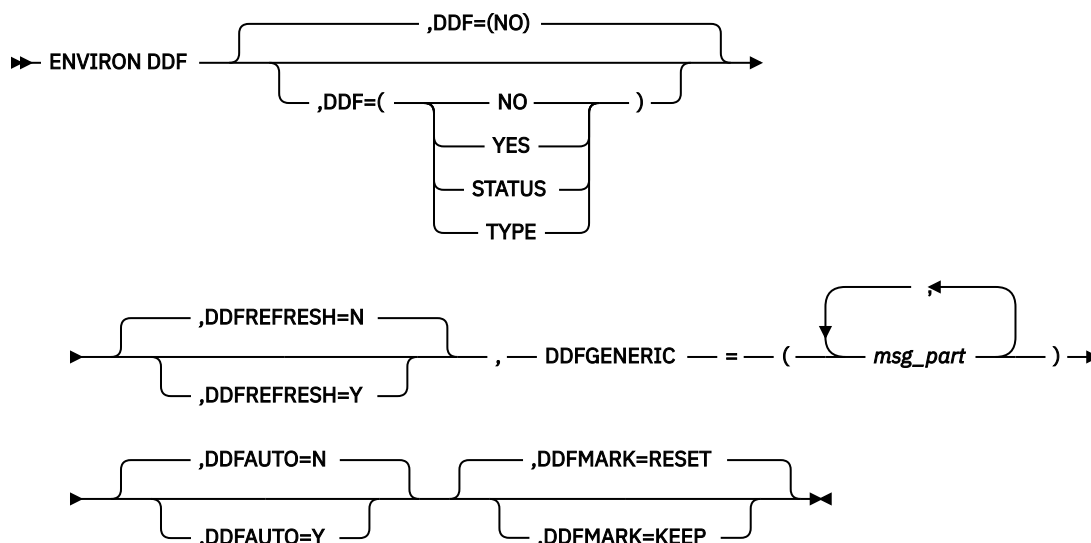 ,DDF=(NO)
ENVIRON DDF
,DDF=( NO )
YES
STATUS
TYPE
,DDFREFRESH=N
,
, DDFGENERIC = ( msg_part )
,DDFREFRESH=Y
,DDFAUTO=N ,DDFMARK=RESET
,DDFAUTO=Y ,DDFMARK=KEEP